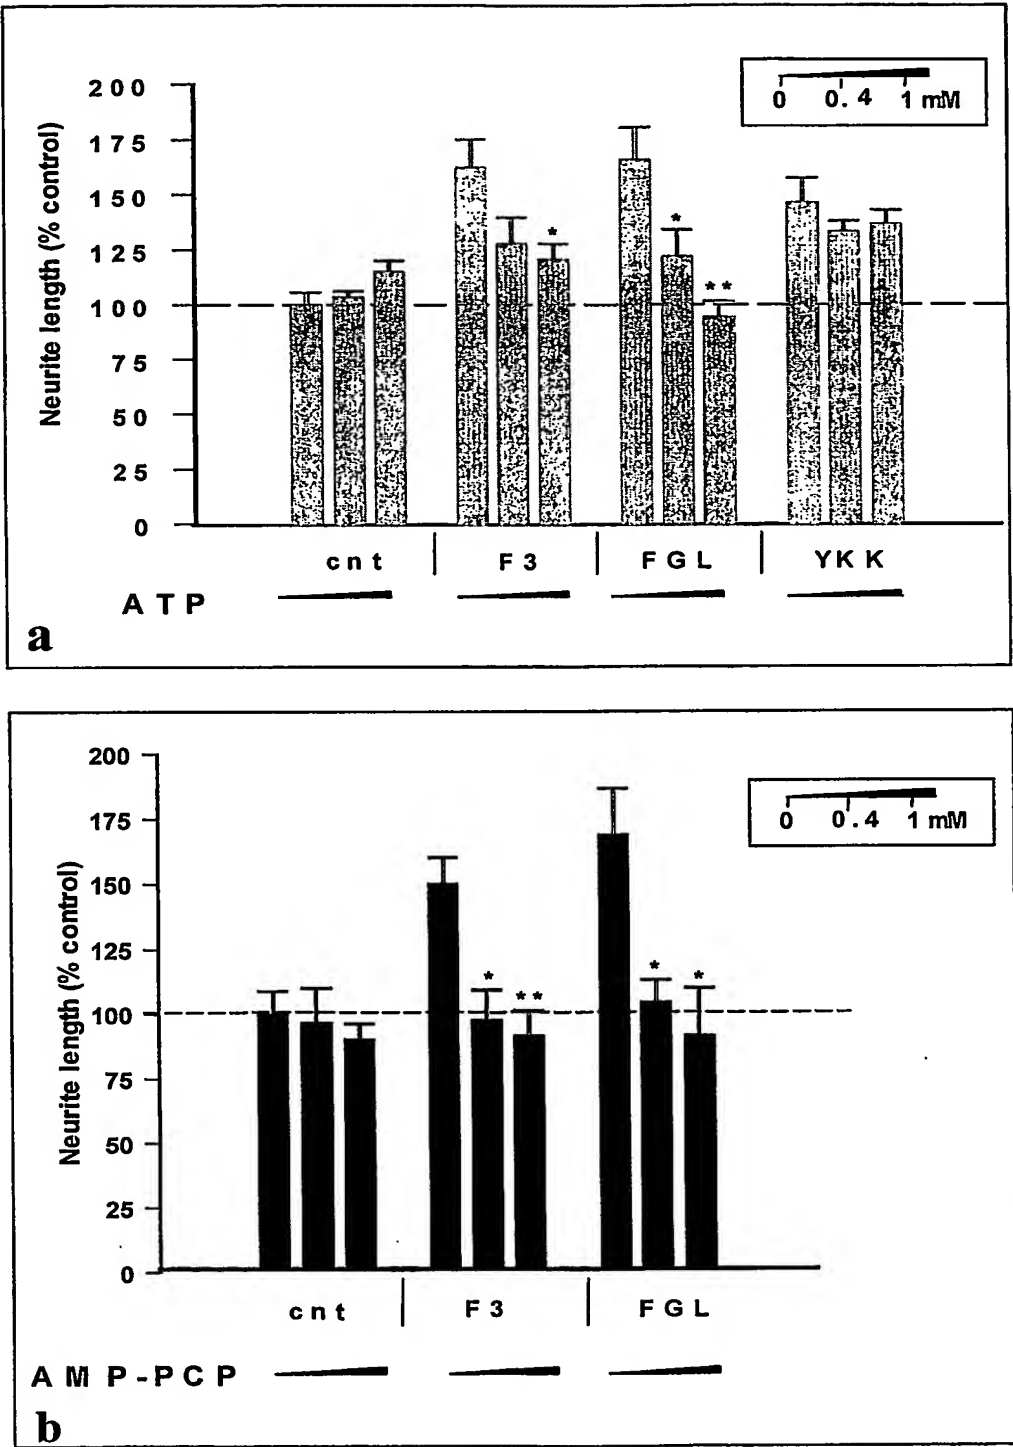 200
175
150
125
100
75
50
25
0
Neurite length (% control)
0 0.4 1 mM
*
*
**
cnt F3 FGL YKK
ATP
a
200
175
150
125
100
75
50
25
0
Neurite length (% control)
0 0.4 1 mM
*
**
*
*
cnt F3 FGL
AMP-PCP
b